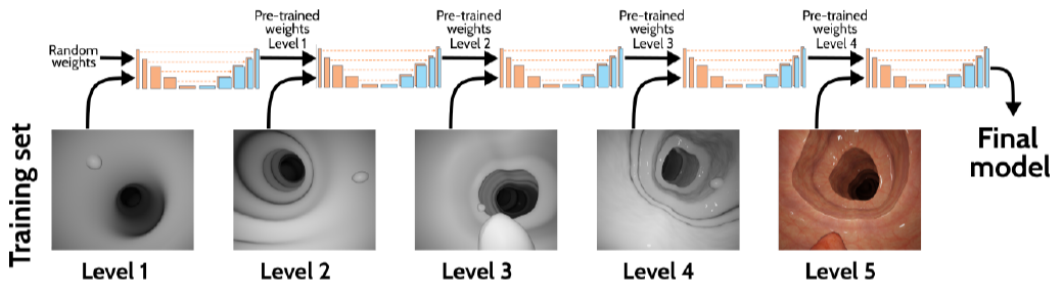 Random
weights
Pre-trained
weights
Level 1
Pre-trained
weights
Level 2
Pre-trained
weights
Level 3
Pre-trained
weights
Level 4
Final
model
Training set
Level 1
Level 2
Level 3
Level 4
Level 5